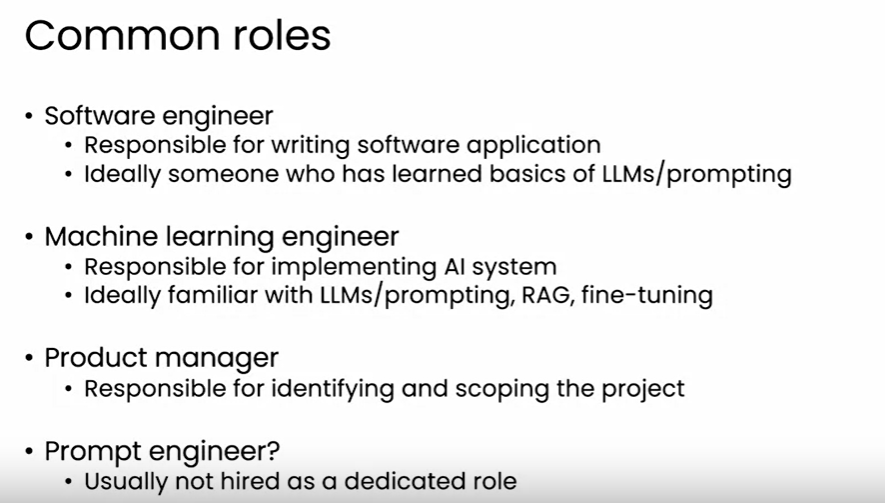 Common roles
• Software engineer
• Responsible for writing software application
• Ideally someone who has learned basics of LLMs/prompting
• Machine learning engineer
• Responsible for implementing AI system
• Ideally familiar with LLMs/prompting, RAG, fine-tuning
• Product manager
• Responsible for identifying and scoping the project
• Prompt engineer?
• Usually not hired as a dedicated role